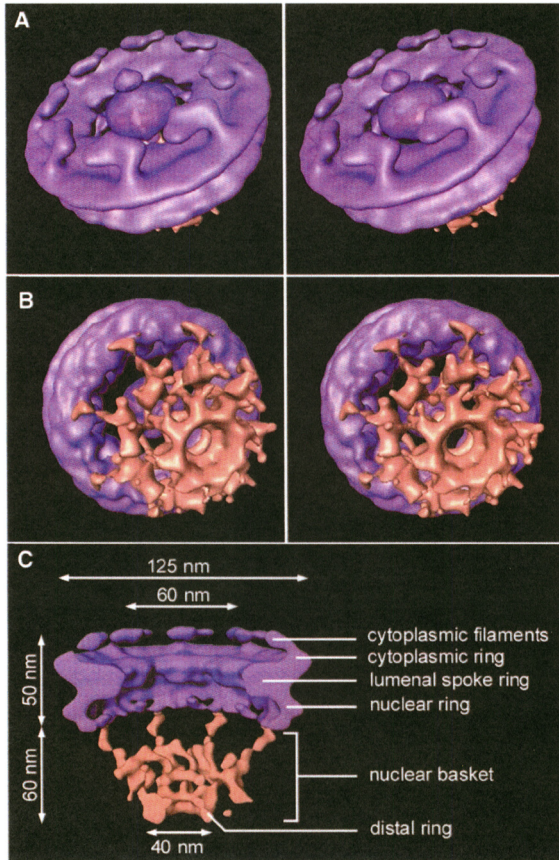 A
B
C
125 nm
60 nm
cytoplasmic filaments
cytoplasmic ring
lumenal spoke ring
nuclear ring
50 nm
60 nm
nuclear basket
distal ring
40 nm